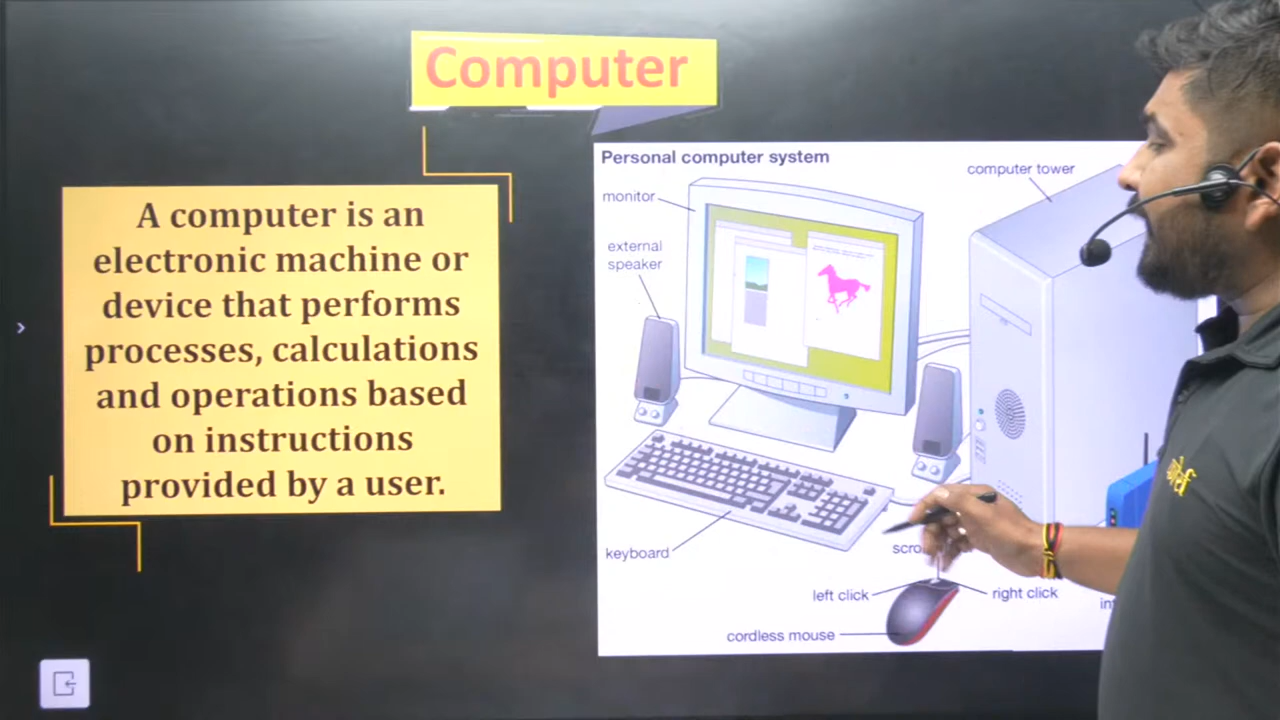 Computer
A computer is an
electronic machine or
device that performs
processes, calculations
and operations based
on instructions
provided by a user.
Personal computer system
computer tower
monitor
external
speaker
keyboard
left click
right click
cordless mouse